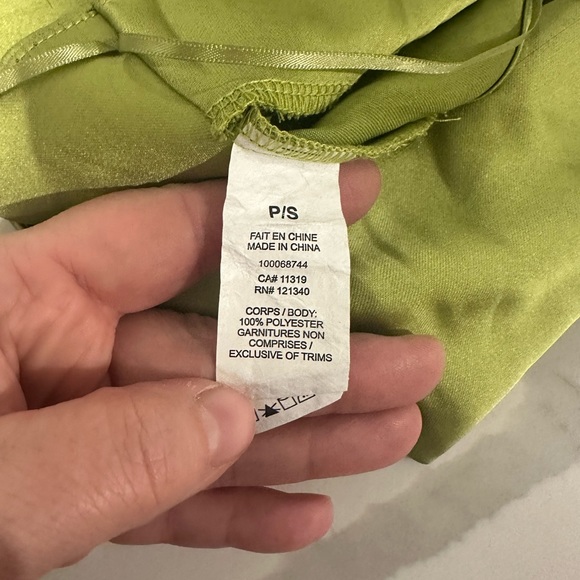 P/S
FAIT EN CHINE
MADE IN CHINA
100068744
CA# 11319
RN# 121340
CORPS / BODY:
100% POLYESTER
GARNITURES NON
COMPRISES /
EXCLUSIVE OF TRIMS